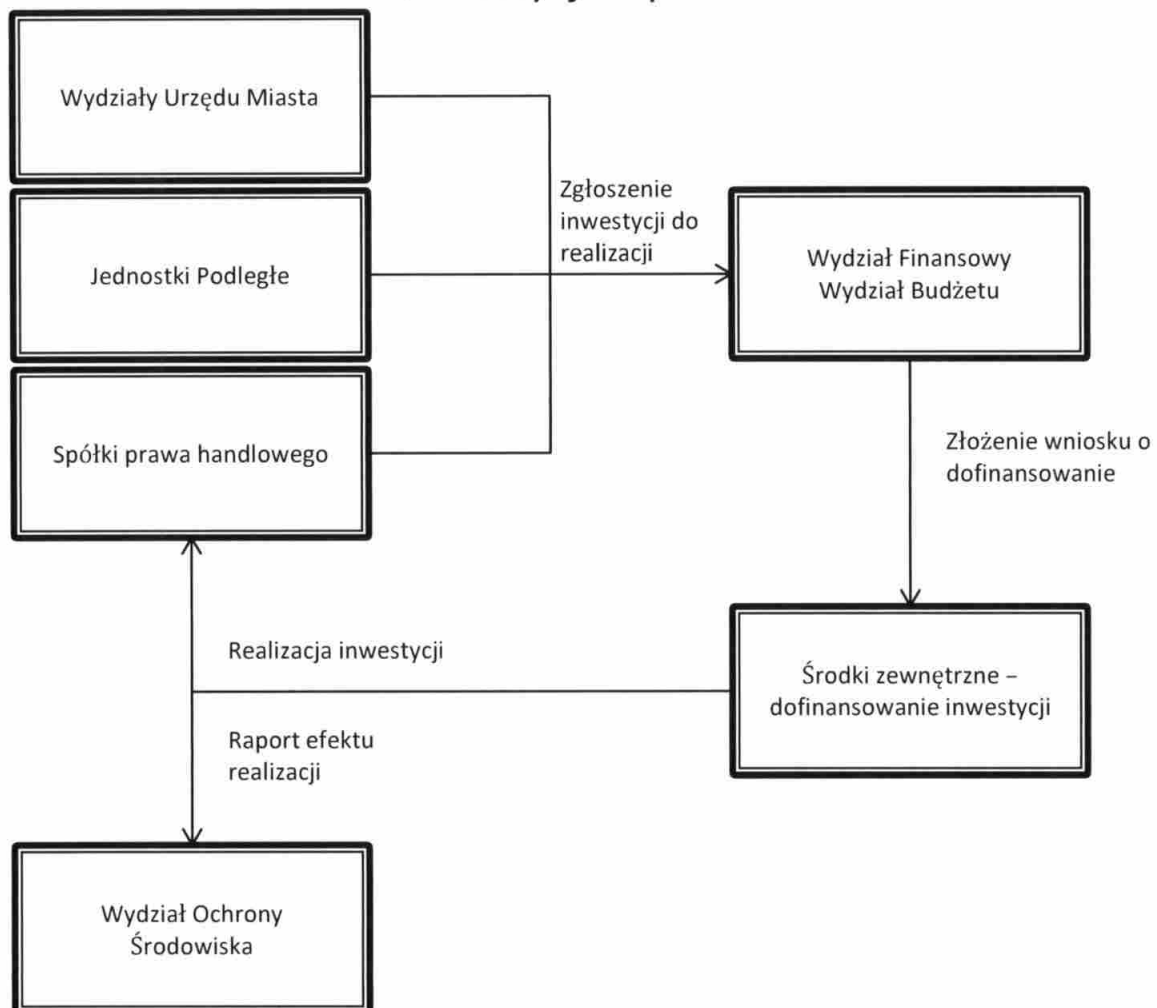 Wydziały Urzędu Miasta
Zgłoszenie
inwestycji do
realizacji
Jednostki Podległe
Wydział Finansowy
Wydział Budżetu
Spółki prawa handlowego
Złożenie wniosku o
dofinansowanie
Realizacja inwestycji
Środki zewnętrzne –
dofinansowanie inwestycji
Raport efektu
realizacji
Wydział Ochrony
Środowiska